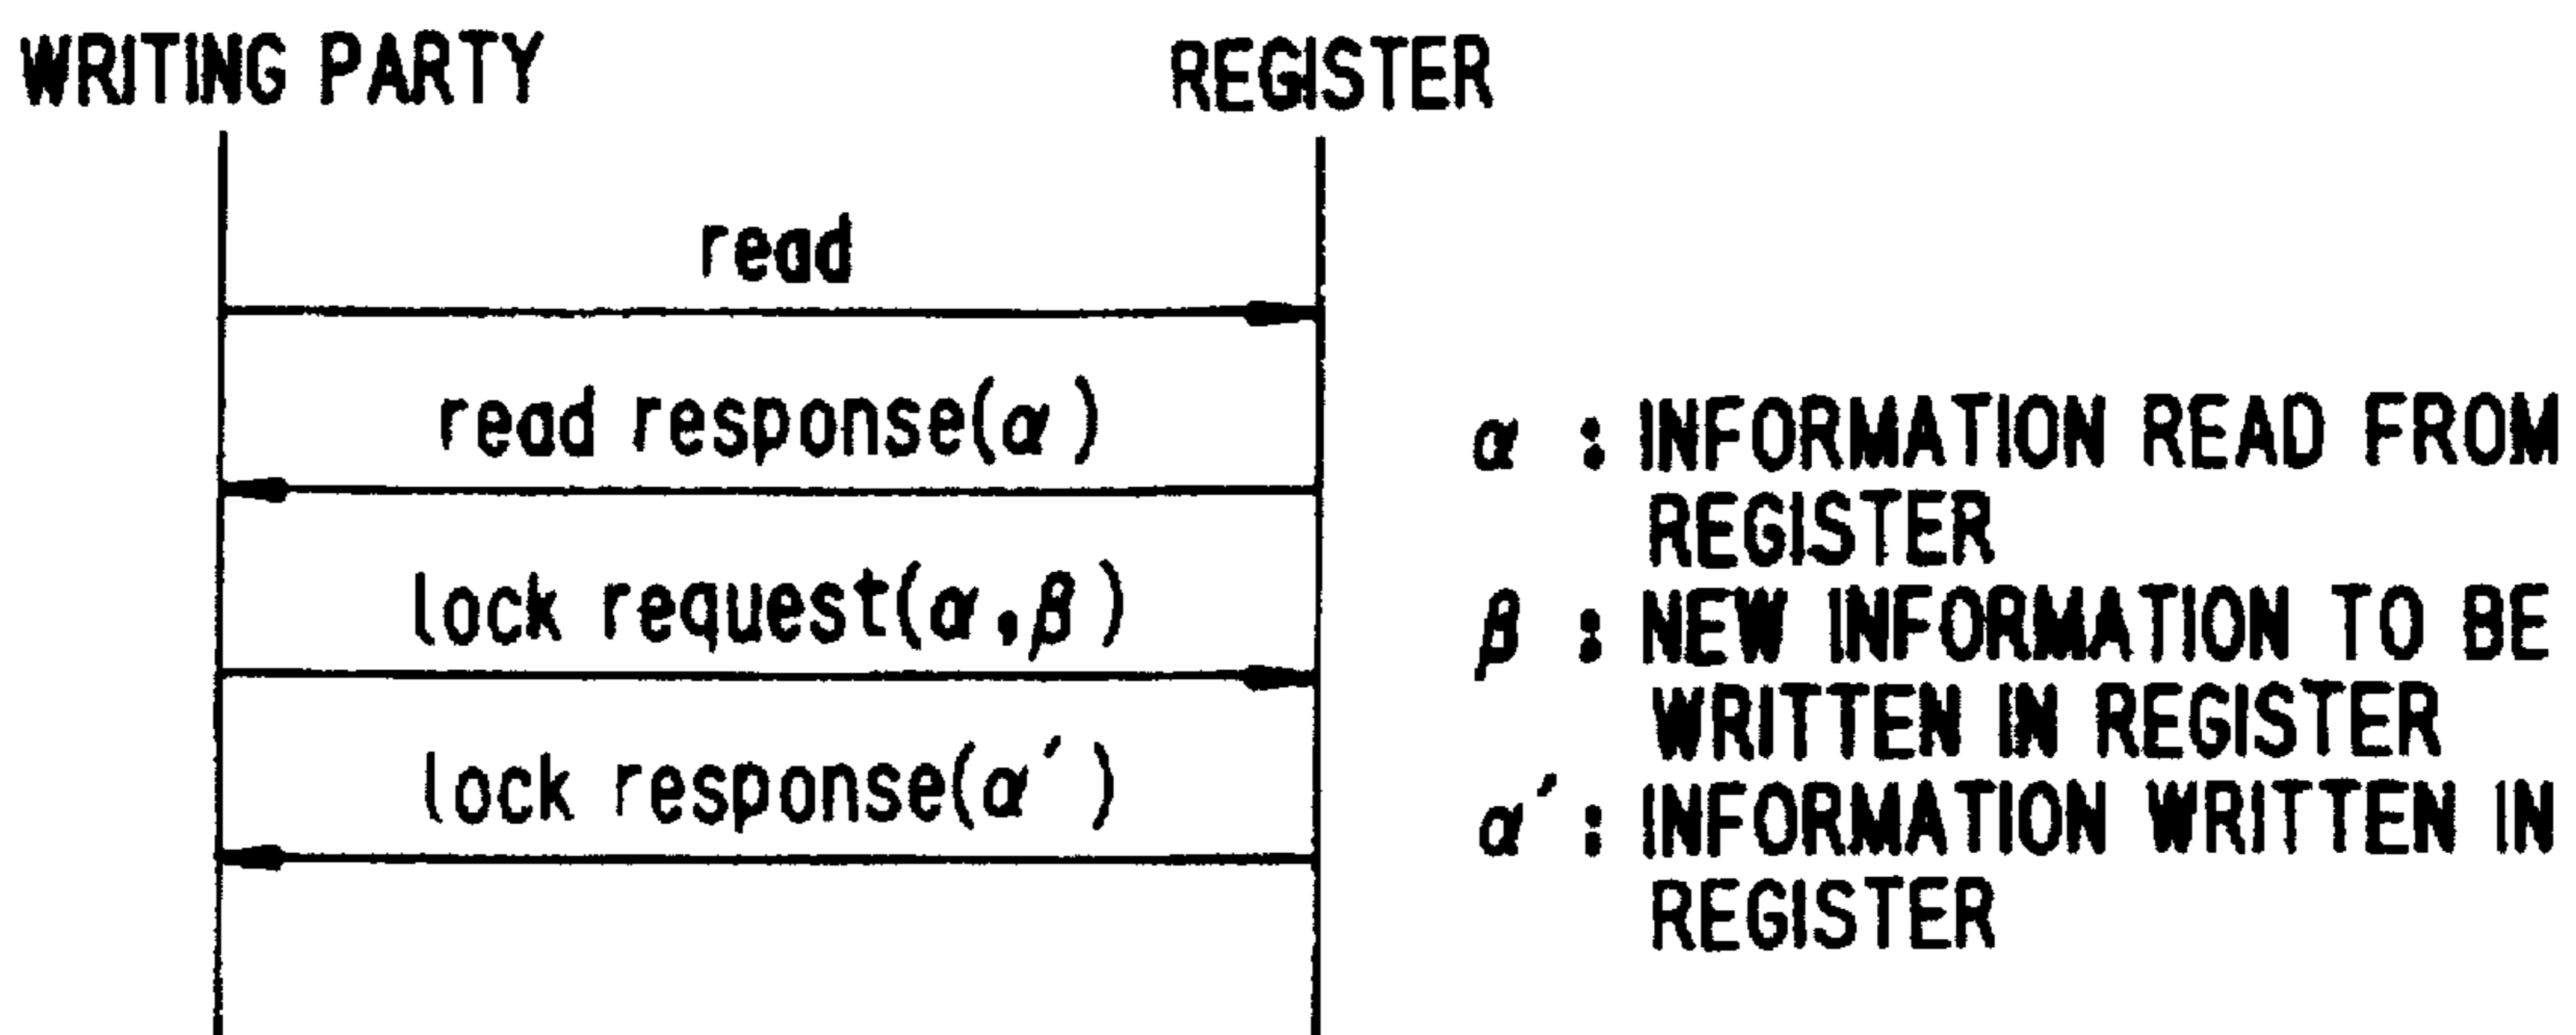 WRITING PARTY
REGISTER
read
read response(α)
lock request(α,β)
lock response(α′)
α : INFORMATION READ FROM
REGISTER
β : NEW INFORMATION TO BE
WRITTEN IN REGISTER
α′: INFORMATION WRITTEN IN
REGISTER